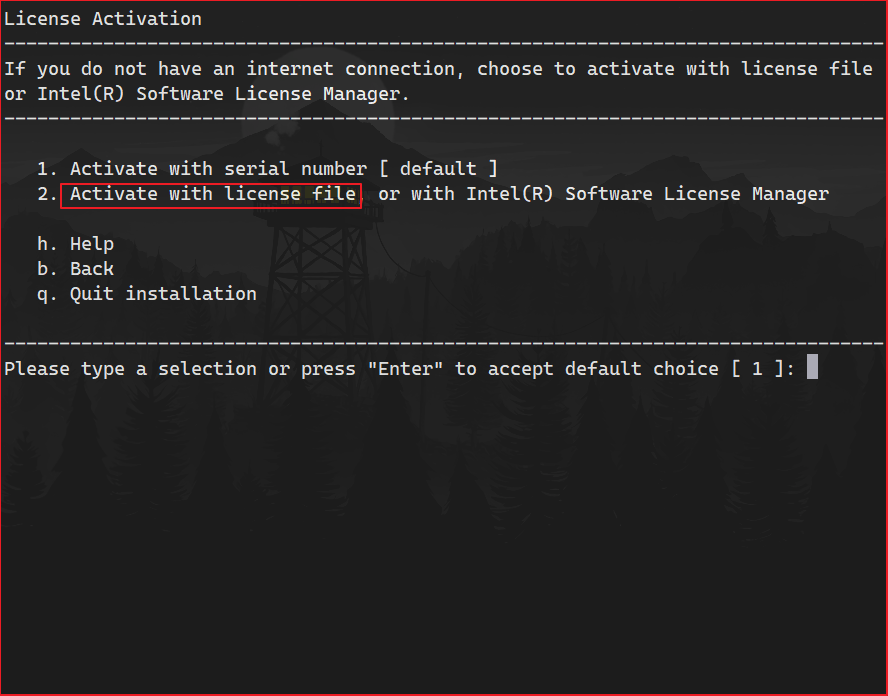 License Activation
--------------------------------------------------------------------------------
If you do not have an internet connection, choose to activate with license file
or Intel(R) Software License Manager.
--------------------------------------------------------------------------------
1. Activate with serial number [ default ]
2. Activate with license file, or with Intel(R) Software License Manager
h. Help
b. Back
q. Quit installation
--------------------------------------------------------------------------------
Please type a selection or press "Enter" to accept default choice [ 1 ]: